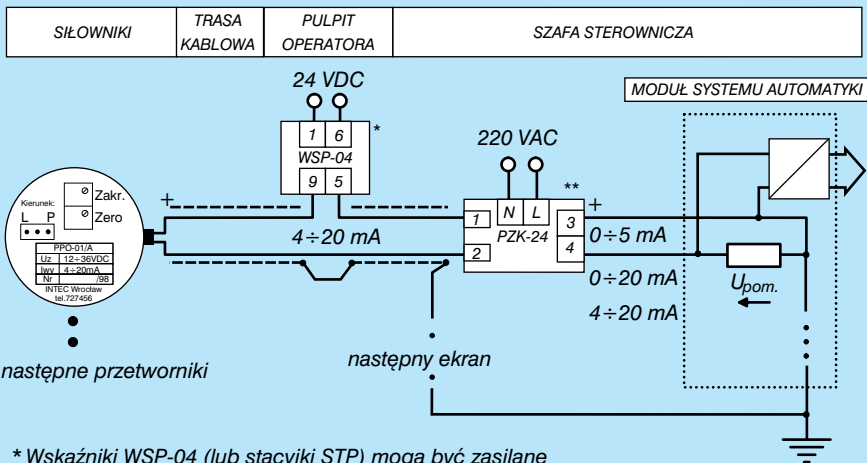 SIŁOWNIKI
TRASA
KABLOWA
PULPIT
OPERATORA
SZAFA STEROWNICZA
24 VDC
MODUŁ SYSTEMU AUTOMATYKI
1 6
*
WSP-04
9 5
220 VAC
**
Kierunek:
L P
Zakr.
Zero
+
N L
1
2
3
4
PZK-24
+
4÷20 mA
0÷5 mA
0÷20 mA
4÷20 mA
Upom.
PPO-01/A
Uz 12÷36VDC
Iwy 4÷20mA
Nr /98
INTEC Wrocław
tel.727456
następne przetworniki
następny ekran
* Wskaźniki WSP-04 (lub stacyjki STP) mogą być zasilane